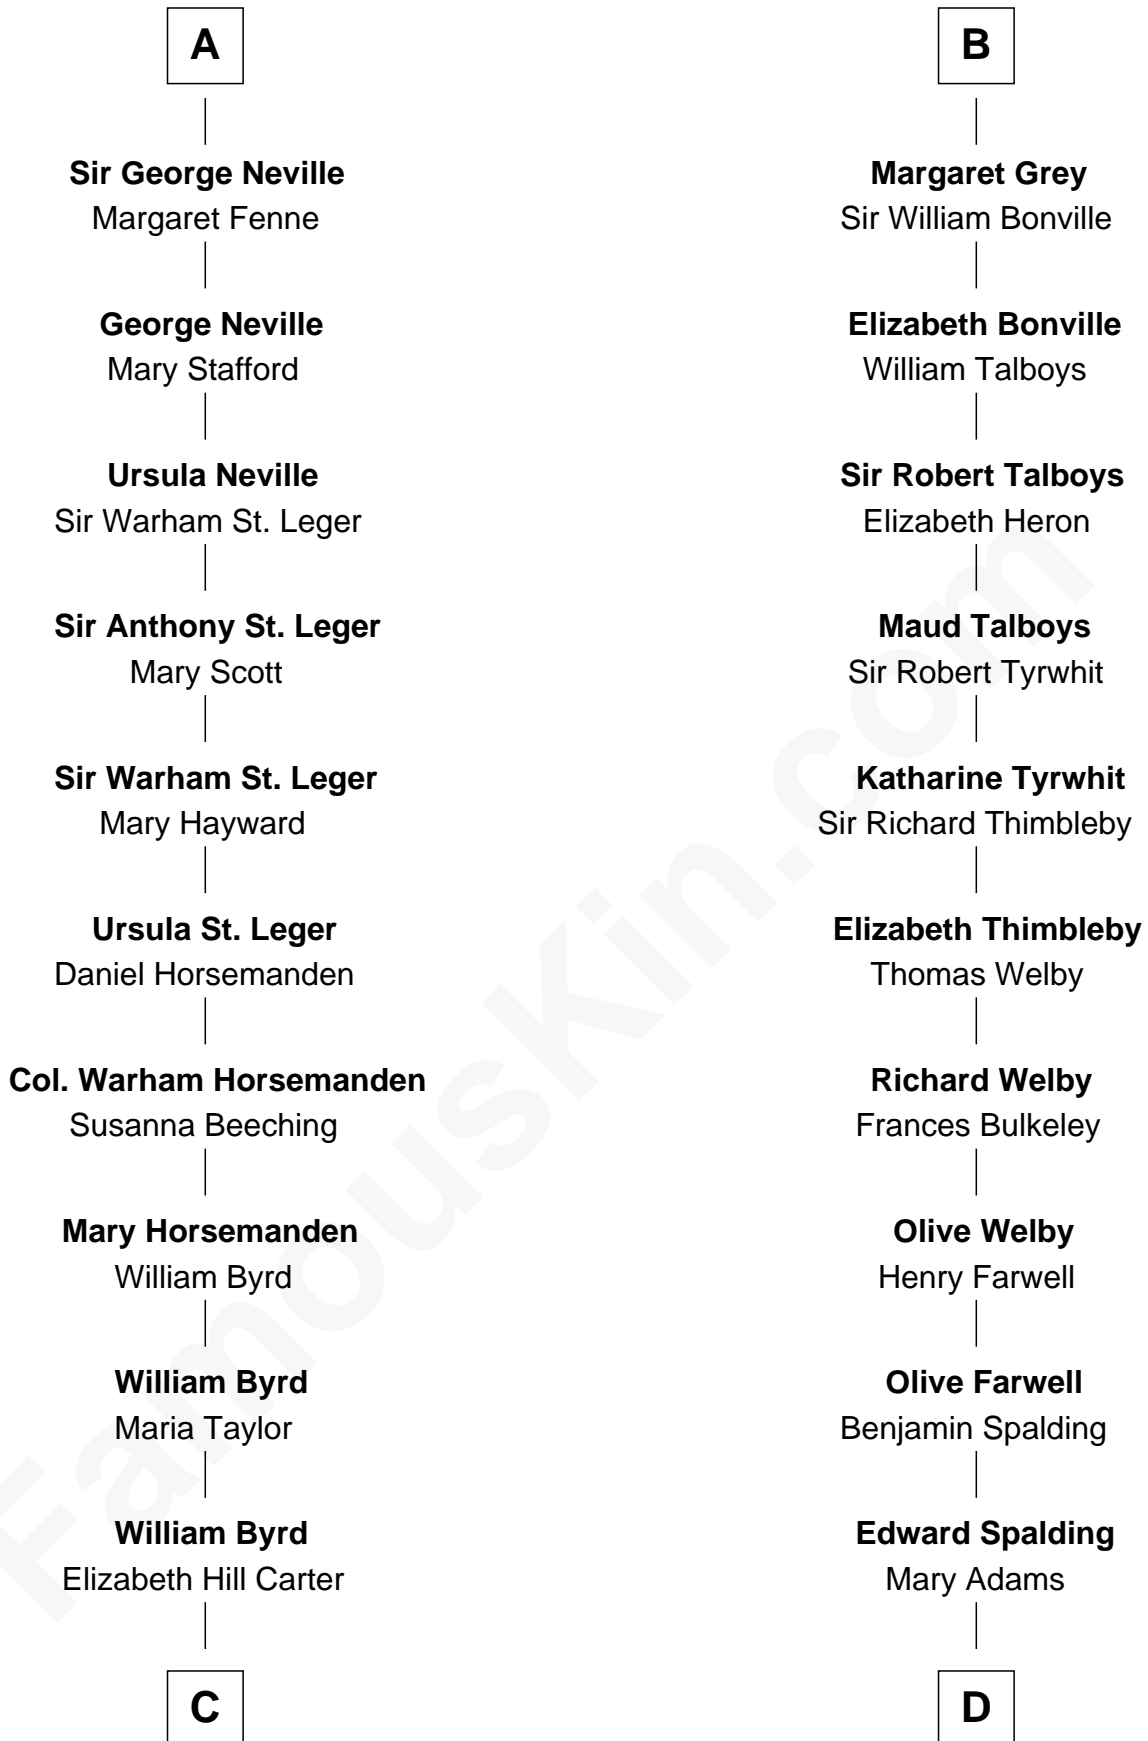 A
Sir George Neville
Margaret Fenne
George Neville
Mary Stafford
Ursula Neville
Sir Warham St. Leger
Sir Anthony St. Leger
Mary Scott
Sir Warham St. Leger
Mary Hayward
Ursula St. Leger
Daniel Horsemanden
Col. Warham Horsemanden
Susanna Beeching
Mary Horsemanden
William Byrd
William Byrd
Maria Taylor
William Byrd
Elizabeth Hill Carter
C
B
Margaret Grey
Sir William Bonville
Elizabeth Bonville
William Talboys
Sir Robert Talboys
Elizabeth Heron
Maud Talboys
Sir Robert Tyrwhit
Katharine Tyrwhit
Sir Richard Thimbleby
Elizabeth Thimbleby
Thomas Welby
Richard Welby
Frances Bulkeley
Olive Welby
Henry Farwell
Olive Farwell
Benjamin Spalding
Edward Spalding
Mary Adams
D
FamousKin.com